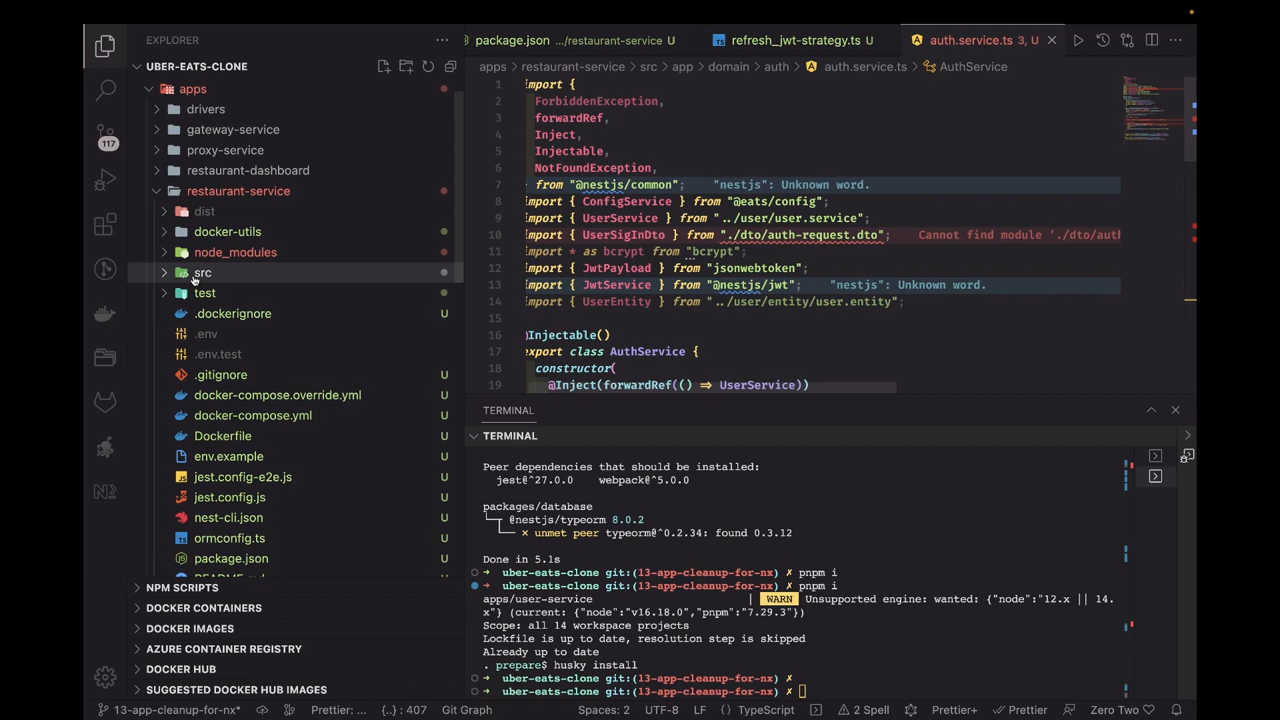 EXPLORER
UBER-EATS-CLONE
apps
drivers
gateway-service
proxy-service
restaurant-dashboard
restaurant-service
dist
docker-utils
node_modules
src
test
.dockerignore U
.env
.env.test
.gitignore U
docker-compose.override.yml U
docker-compose.yml U
Dockerfile U
env.example U
jest.config-e2e.js U
jest.config.js U
nest-cli.json U
ormconfig.ts U
package.json U
NPM SCRIPTS
DOCKER CONTAINERS
DOCKER IMAGES
AZURE CONTAINER REGISTRY
DOCKER HUB
SUGGESTED DOCKER HUB IMAGES
117
package.json .../restaurant-service U
TS refresh_jwt-strategy.ts U
auth.service.ts 3, U
apps > restaurant-service > src > app > domain > auth > auth.service.ts > AuthService
1 import {
2 ForbiddenException,
3 forwardRef,
4 Inject,
5 Injectable,
6 NotFoundException,
7 from "@nestjs/common"; "nestjs": Unknown word.
8 import { ConfigService } from "@eats/config";
9 import { UserService } from "../user/user.service";
10 import { UserSigInDto } from "./dto/auth-request.dto"; Cannot find module './dto/auth
11 import * as bcrypt from "bcrypt";
12 import { JwtPayload } from "jsonwebtoken";
13 import { JwtService } from "@nestjs/jwt"; "nestjs": Unknown word.
14 import { UserEntity } from "../user/entity/user.entity";
15
16 @Injectable()
17 export class AuthService {
18 constructor(
19 @Inject(forwardRef(() => UserService))
TERMINAL
TERMINAL
Peer dependencies that should be installed:
jest@^27.0.0 webpack@^5.0.0
packages/database
└─┬ @nestjs/typeorm 8.0.2
└── ✕ unmet peer typeorm@^0.2.34: found 0.3.12
Done in 5.1s
➜ uber-eats-clone git:(13-app-cleanup-for-nx) ✗ pnpm i
➜ uber-eats-clone git:(13-app-cleanup-for-nx) ✗ pnpm i
apps/user-service | WARN Unsupported engine: wanted: {"node":"12.x || 14.
x"} (current: {"node":"v16.18.0","pnpm":"7.29.3"})
Scope: all 14 workspace projects
Lockfile is up to date, resolution step is skipped
Already up to date
. prepare$ husky install
➜ uber-eats-clone git:(13-app-cleanup-for-nx) ✗
➜ uber-eats-clone git:(13-app-cleanup-for-nx) ✗
13-app-cleanup-for-nx* Prettier: ... {.. : 407 Git Graph Spaces: 2 UTF-8 LF {} TypeScript 2 Spell Prettier+ Prettier Zero Two